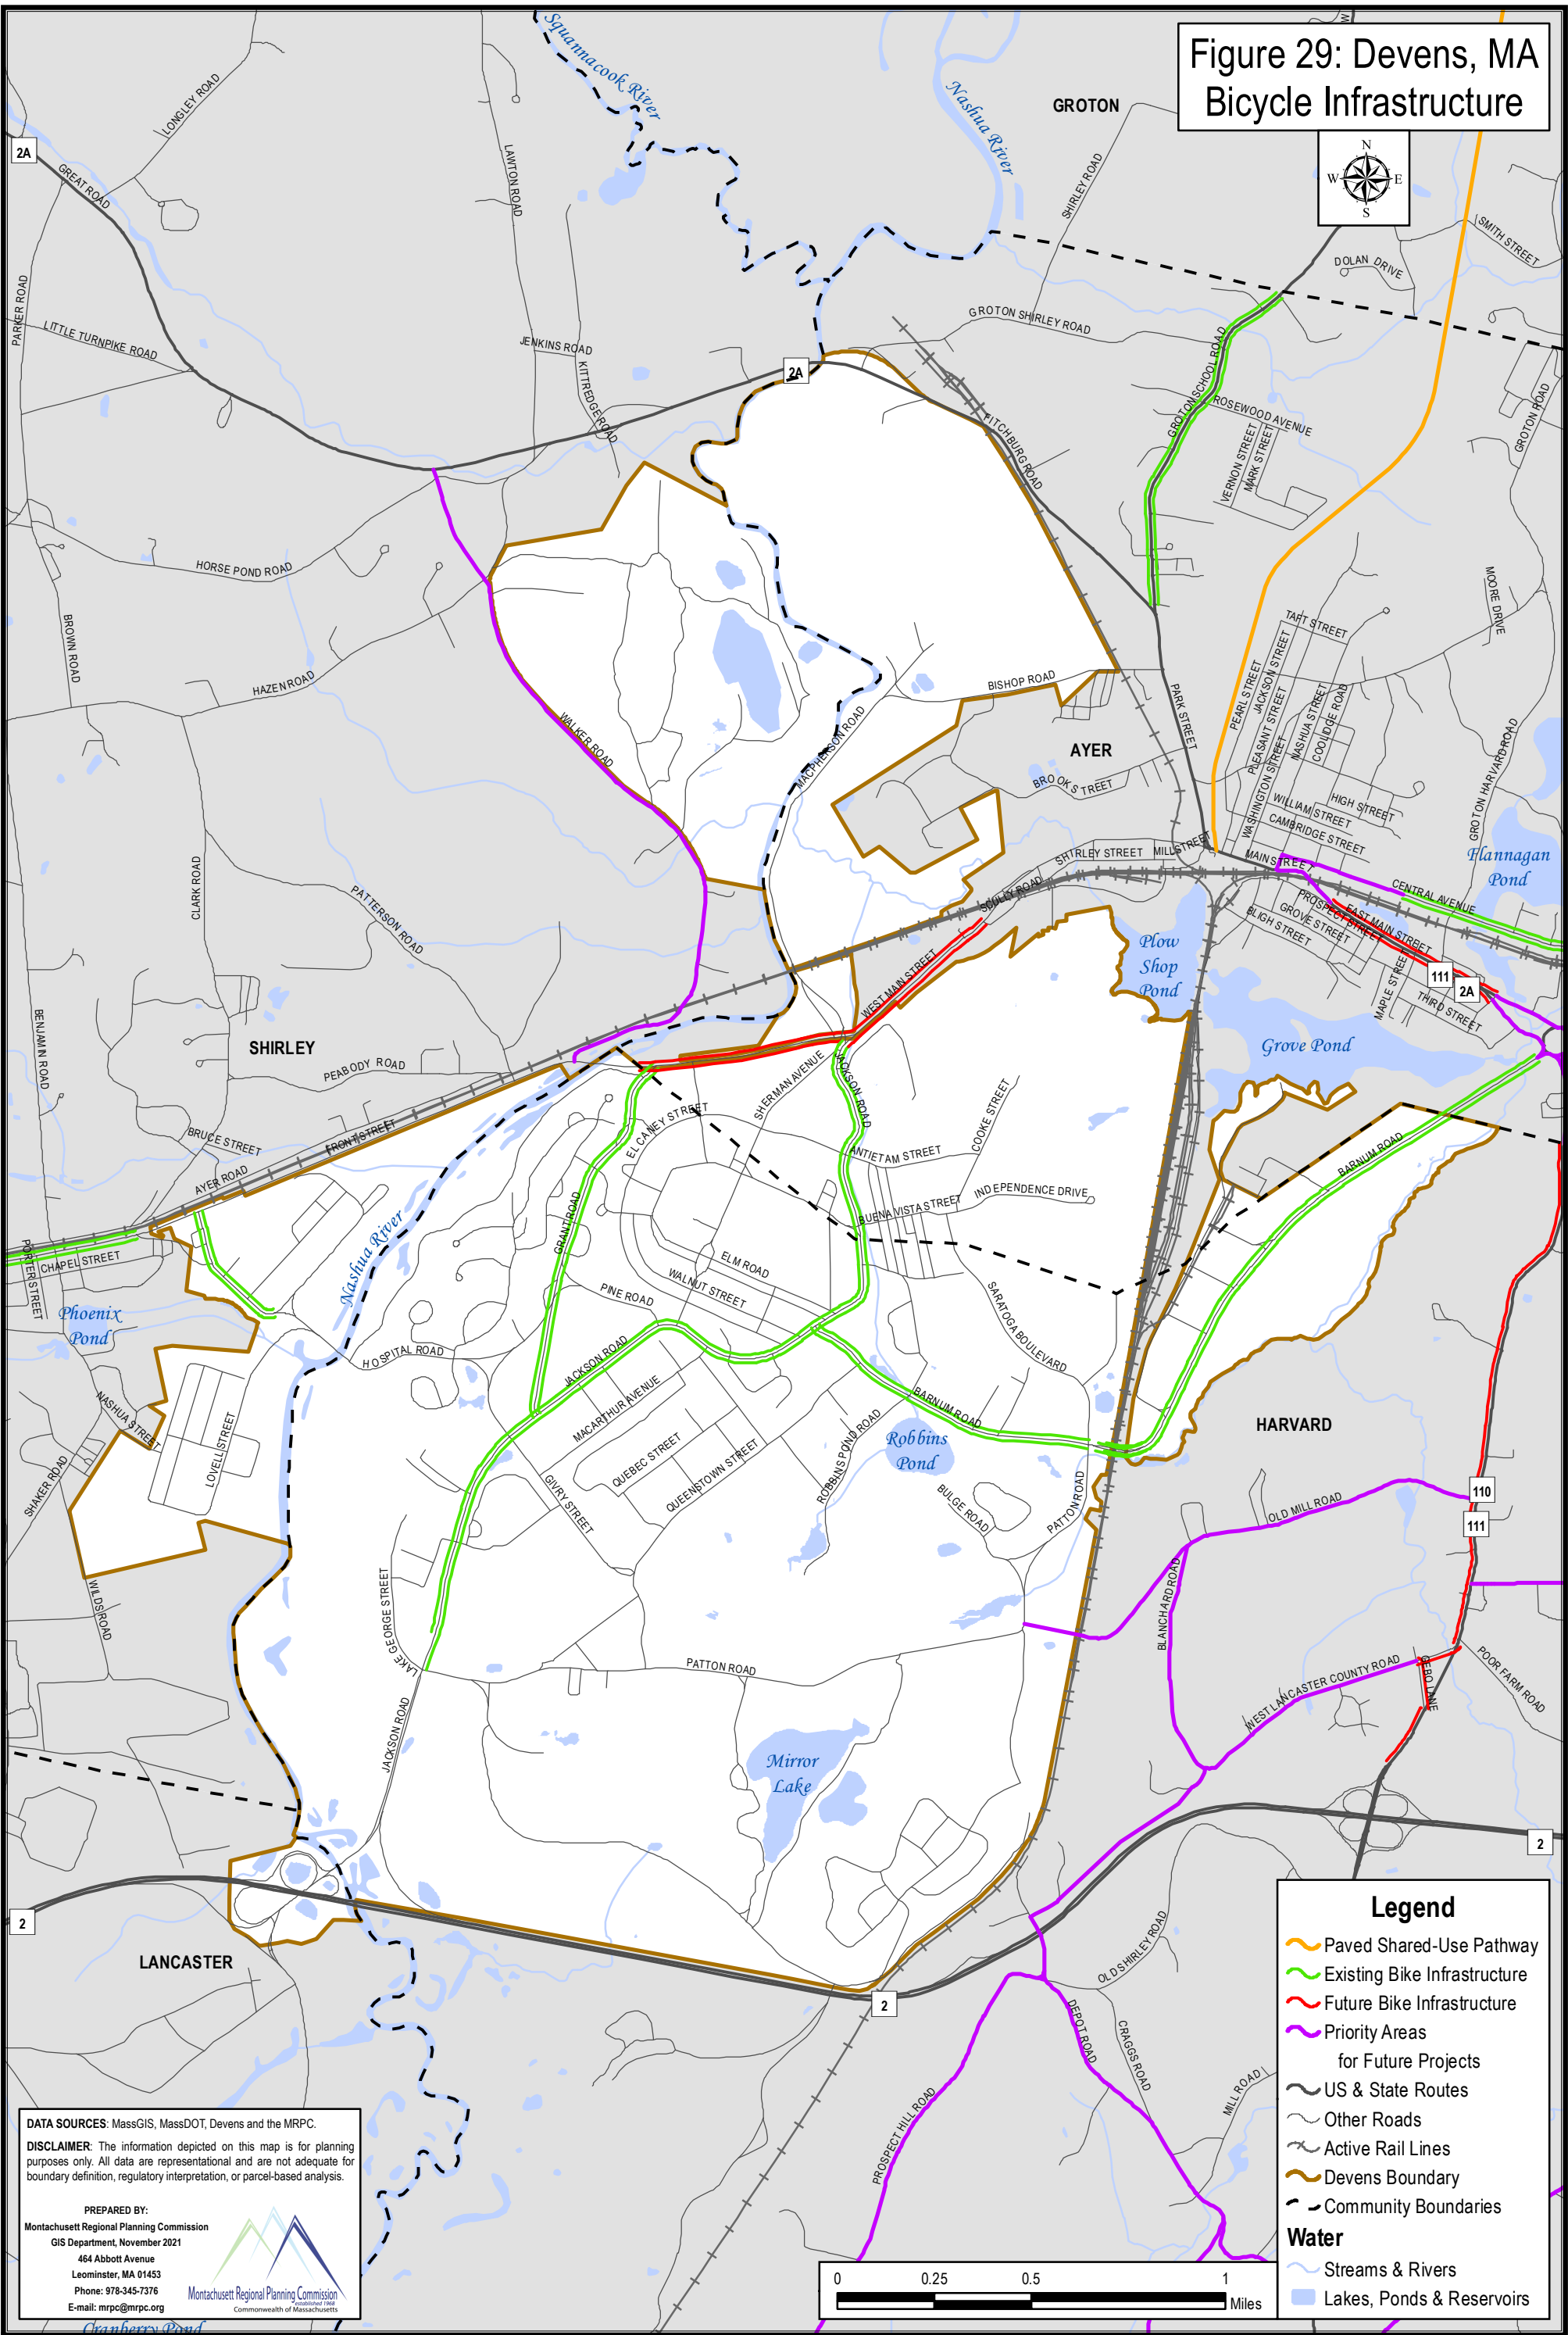 Figure 29: Devens, MA
Bicycle Infrastructure
N
W
E
S
Squannacook River
Nashua River
GROTON
W
LONGLEY ROAD
2A
GREAT ROAD
LAWTON ROAD
SHIRLEY ROAD
SMITH STREET
DOLAN DRIVE
PARKER ROAD
LITTLE TURNPIKE ROAD
JENKINS ROAD
KITTREDGE ROAD
2A
GROTON SHIRLEY ROAD
GROTON SCHOOL ROAD
ROSEWOOD AVENUE
VERNON STREET
MARK STREET
GROTON ROAD
FITCHBURG ROAD
HORSE POND ROAD
BROWN ROAD
HAZEN ROAD
WALKER ROAD
MACPHERSON ROAD
BISHOP ROAD
PARK STREET
MOORE DRIVE
TAFT STREET
PEARL STREET
JACKSON STREET
PLEASANT STREET
WASHINGTON STREET
NASHUA STREET
COOLIDGE ROAD
GROTON HARVARD ROAD
AYER
BROOK STREET
HIGH STREET
WILLIAM STREET
CAMBRIDGE STREET
Flannagan
Pond
CLARK ROAD
PATTERSON ROAD
SHIRLEY STREET
MILL STREET
MAIN STREET
CENTRAL AVENUE
SCULLY ROAD
PROSPECT STREET
EAST MAIN STREET
GROVE STREET
BLIGH STREET
Plow
Shop
Pond
WEST MAIN STREET
111
2A
MAPLE STREET
THIRD STREET
BENJAMIN ROAD
SHIRLEY
PEABODY ROAD
Grove Pond
BRUCE STREET
FRONT STREET
AYER ROAD
SHERMAN AVENUE
JACKSON ROAD
EL CANEY STREET
COOKE STREET
ANTIETAM STREET
BARNUM ROAD
INDEPENDENCE DRIVE
BUENA VISTA STREET
GRANT ROAD
Nashua River
PORTER STREET
CHAPEL STREET
ELM ROAD
WALNUT STREET
PINE ROAD
SARATOGA BOULEVARD
Phoenix
Pond
HOSPITAL ROAD
JACKSON ROAD
MACARTHUR AVENUE
BARNUM ROAD
NASHUA STREET
LOVELL STREET
SHAKER ROAD
QUEBEC STREET
QUEENSTOWN STREET
GIVRY STREET
ROBBINS POND ROAD
Robbins
Pond
HARVARD
BULGE ROAD
PATTON ROAD
110
111
OLD MILL ROAD
BLANCHARD ROAD
WILDS ROAD
LAKE GEORGE STREET
PATTON ROAD
WEST LANCASTER COUNTY ROAD
GEBO LANE
POOR FARM ROAD
JACKSON ROAD
Mirror
Lake
2
2
LANCASTER
OLD SHIRLEY ROAD
2
DEPOT ROAD
CRAGGS ROAD
MILL ROAD
PROSPECT HILL ROAD
Cranberry Pond
Legend
Paved Shared-Use Pathway
Existing Bike Infrastructure
Future Bike Infrastructure
Priority Areas
for Future Projects
US & State Routes
Other Roads
Active Rail Lines
Devens Boundary
Community Boundaries
Water
Streams & Rivers
Lakes, Ponds & Reservoirs
DATA SOURCES: MassGIS, MassDOT, Devens and the MRPC.
DISCLAIMER: The information depicted on this map is for planning
purposes only. All data are representational and are not adequate for
boundary definition, regulatory interpretation, or parcel-based analysis.
PREPARED BY:
Montachusett Regional Planning Commission
GIS Department, November 2021
464 Abbott Avenue
Leominster, MA 01453
Phone: 978-345-7376
E-mail: mrpc@mrpc.org
Montachusett Regional Planning Commission
established 1968
Commonwealth of Massachusetts
0 0.25 0.5 1
Miles